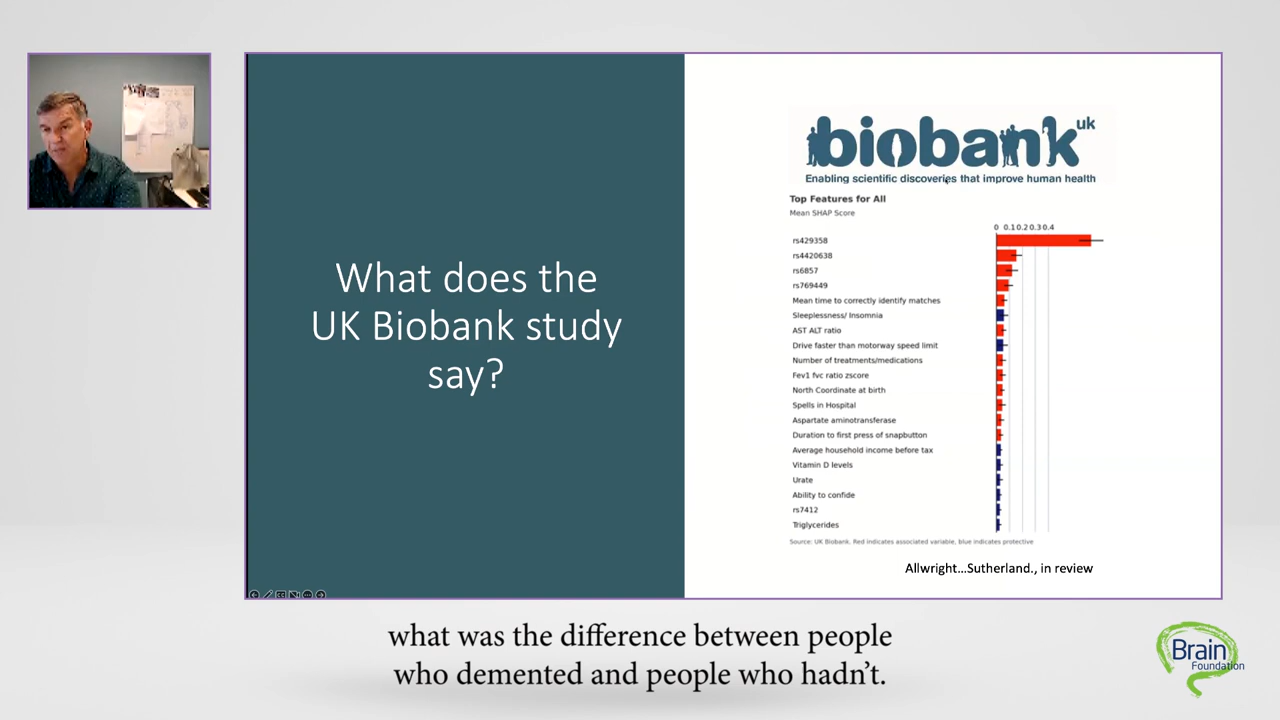 What does the
UK Biobank study
say?
biobank uk
Enabling scientific discoveries that improve human health
Top Features for All
Mean SHAP Score
0 0.1 0.2 0.3 0.4
rs429358
rs4420638
rs6857
rs769449
Mean time to correctly identify matches
Sleeplessness/ Insomnia
AST ALT ratio
Drive faster than motorway speed limit
Number of treatments/medications
Fev1 fvc ratio zscore
North Coordinate at birth
Spells in Hospital
Aspartate aminotransferase
Duration to first press of snapbutton
Average household income before tax
Vitamin D levels
Urate
Ability to confide
rs7412
Triglycerides
Source: UK Biobank. Red indicates associated variable, blue indicates protective
Allwright...Sutherland., in review
what was the difference between people
who demented and people who hadn't.
Brain
Foundation